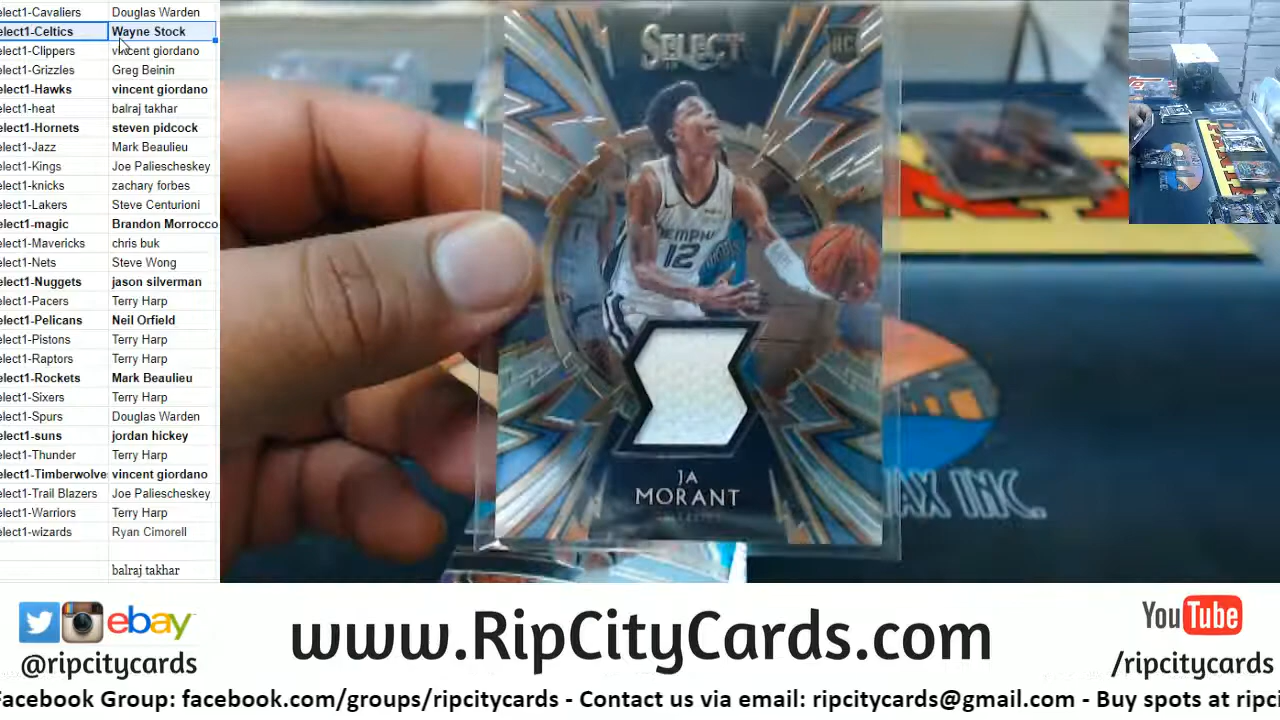 elect1-Cavaliers Douglas Warden
elect1-Celtics Wayne Stock
elect1-Clippers vincent giordano
elect1-Grizzles Greg Beinin
elect1-Hawks vincent giordano
elect1-heat balraj takhar
elect1-Hornets steven pidcock
elect1-Jazz Mark Beaulieu
elect1-Kings Joe Paliescheskey
elect1-knicks zachary forbes
elect1-Lakers Steve Centurioni
elect1-magic Brandon Morrocco
elect1-Mavericks chris buk
elect1-Nets Steve Wong
elect1-Nuggets jason silverman
elect1-Pacers Terry Harp
elect1-Pelicans Neil Orfield
elect1-Pistons Terry Harp
elect1-Raptors Terry Harp
elect1-Rockets Mark Beaulieu
elect1-Sixers Terry Harp
elect1-Spurs Douglas Warden
elect1-suns jordan hickey
elect1-Thunder Terry Harp
elect1-Timberwolve vincent giordano
elect1-Trail Blazers Joe Paliescheskey
elect1-Warriors Terry Harp
elect1-wizards Ryan Cimorell
balraj takhar
SELECT
RC
MEMPH
12
JA
MORANT
AX INC.
ebay
@ripcitycards
www.RipCityCards.com
YouTube
/ripcitycards
Facebook Group: facebook.com/groups/ripcitycards - Contact us via email: ripcitycards@gmail.com - Buy spots at ripci